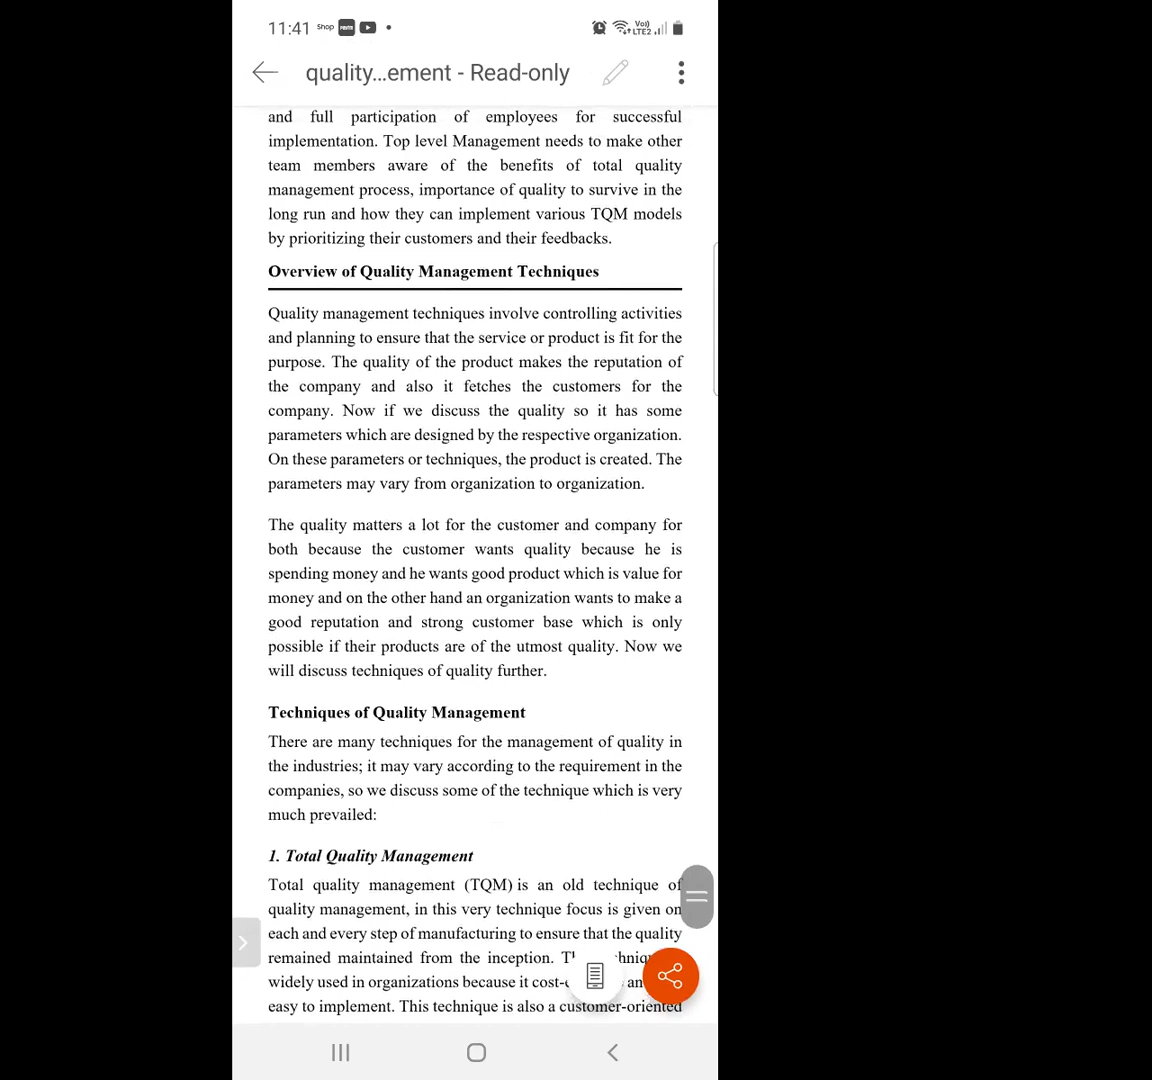 11:41 Shop Paytm Vo) LTE2
quality...ement - Read-only
and full participation of employees for successful
implementation. Top level Management needs to make other
team members aware of the benefits of total quality
management process, importance of quality to survive in the
long run and how they can implement various TQM models
by prioritizing their customers and their feedbacks.
Overview of Quality Management Techniques
Quality management techniques involve controlling activities
and planning to ensure that the service or product is fit for the
purpose. The quality of the product makes the reputation of
the company and also it fetches the customers for the
company. Now if we discuss the quality so it has some
parameters which are designed by the respective organization.
On these parameters or techniques, the product is created. The
parameters may vary from organization to organization.
The quality matters a lot for the customer and company for
both because the customer wants quality because he is
spending money and he wants good product which is value for
money and on the other hand an organization wants to make a
good reputation and strong customer base which is only
possible if their products are of the utmost quality. Now we
will discuss techniques of quality further.
Techniques of Quality Management
There are many techniques for the management of quality in
the industries; it may vary according to the requirement in the
companies, so we discuss some of the technique which is very
much prevailed:
1. Total Quality Management
Total quality management (TQM) is an old technique of
quality management, in this very technique focus is given on
each and every step of manufacturing to ensure that the quality
remained maintained from the inception.
widely used in organizations because it
easy to implement. This technique is also a customer-oriented